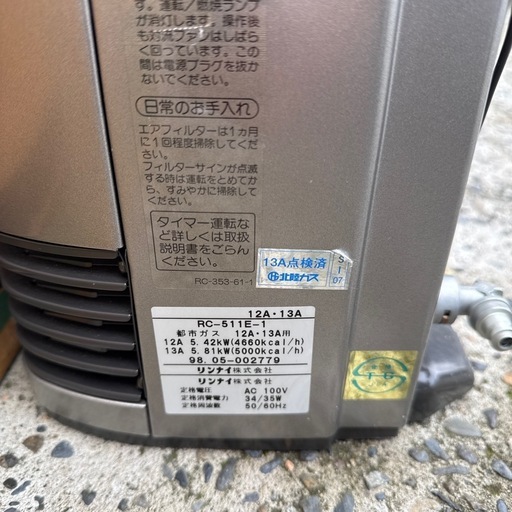 す。運転/燃焼ランプ
が消灯します。操作後
も対流ファンはしばら
く回っています。この
間は電源プラグを抜か
ないでください。
日常のお手入れ
エアフィルターは1ヵ月
に1回程度掃除してくだ
さい。
フィルターサインが点滅
する時は運転をとめてか
ら、すみやかに掃除して
ください。
タイマー運転な
ど詳しくは取扱
説明書をごらん
ください。
RC-353-61-1
13A点検済
北陸ガス
S
I
07
12A・13A
RC-511E-1
都市ガス 12A・13A用
12A 5.42kW(4660kcal/h)
13A 5.81kW(5000kcal/h)
98.05-002779
リンナイ株式会社
リンナイ株式会社
定格電圧 AC 100V
定格消費電力 34/35W
定格周波数 50/60Hz